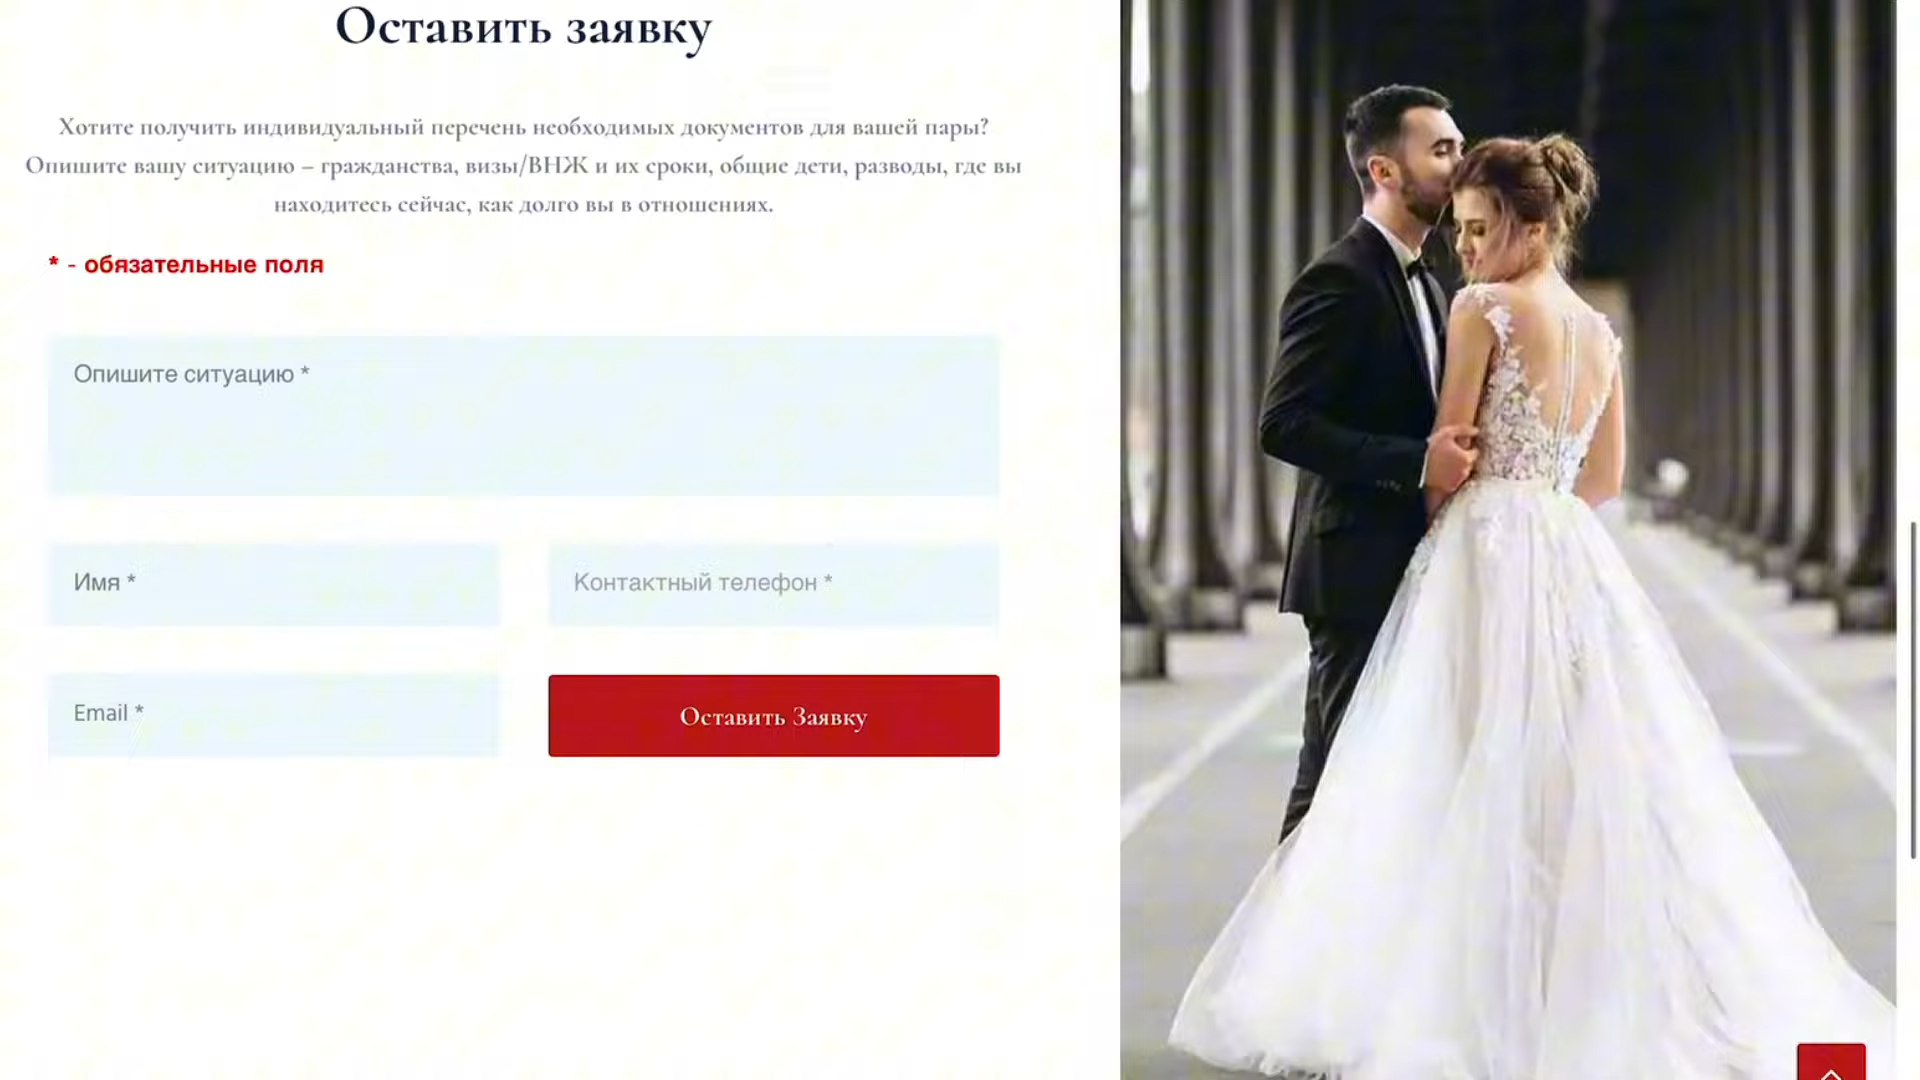 Оставить заявку
Хотите получить индивидуальный перечень необходимых документов для вашей пары?
Опишите вашу ситуацию – гражданства, визы/ВНЖ и их сроки, общие дети, разводы, где вы
находитесь сейчас, как долго вы в отношениях.
* - обязательные поля
Опишите ситуацию *
Имя *
Контактный телефон *
Email *
Оставить Заявку